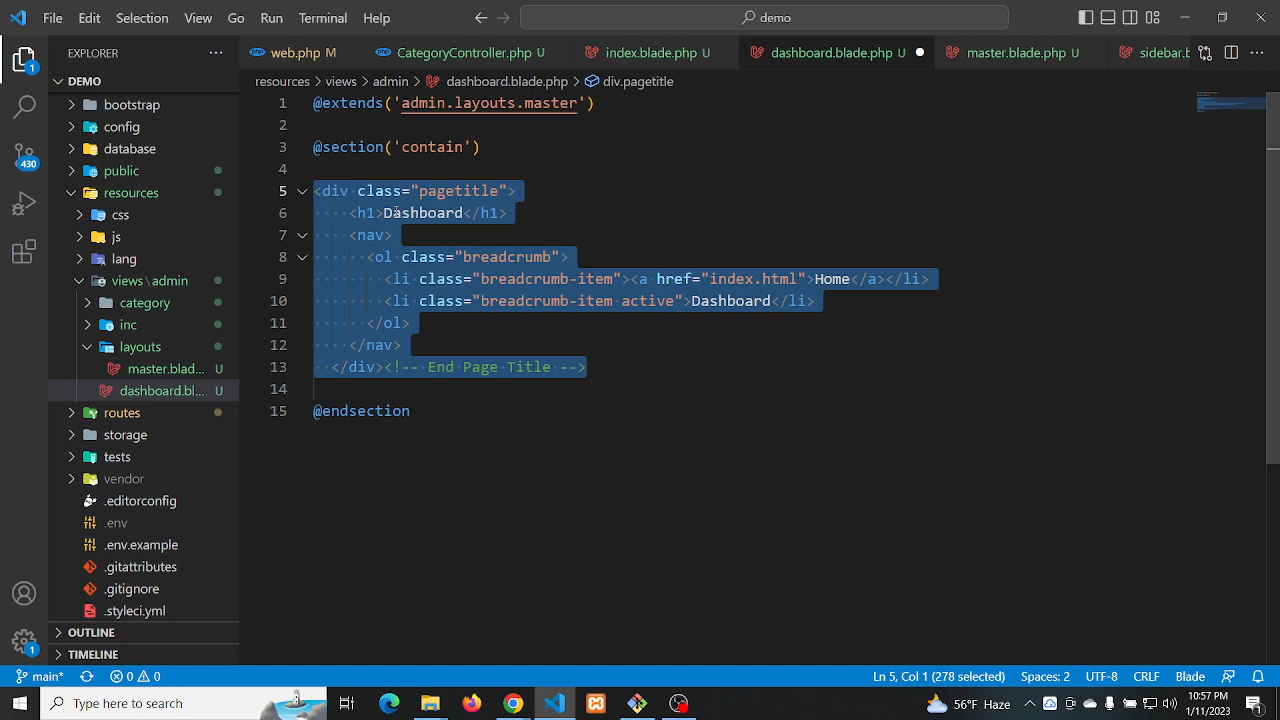 File Edit Selection View Go Run Terminal Help
demo
EXPLORER
web.php M
CategoryController.php U
index.blade.php U
dashboard.blade.php U
master.blade.php U
sidebar.b
DEMO
resources > views > admin > dashboard.blade.php > div.pagetitle
bootstrap
config
database
public
resources
css
js
lang
views \ admin
category
inc
layouts
master.blad... U
dashboard.bl... U
routes
storage
tests
vendor
.editorconfig
.env
.env.example
.gitattributes
.gitignore
.styleci.yml
OUTLINE
TIMELINE
1
430
1
1 @extends('admin.layouts.master')
2
3 @section('contain')
4
5 <div class="pagetitle">
6 <h1>Dashboard</h1>
7 <nav>
8 <ol class="breadcrumb">
9 <li class="breadcrumb-item"><a href="index.html">Home</a></li>
10 <li class="breadcrumb-item active">Dashboard</li>
11 </ol>
12 </nav>
13 </div><!-- End Page Title -->
14
15 @endsection
main* 0 0 Ln 5, Col 1 (278 selected) Spaces: 2 UTF-8 CRLF Blade
Type here to search
56°F Haze
10:57 PM
1/11/2023